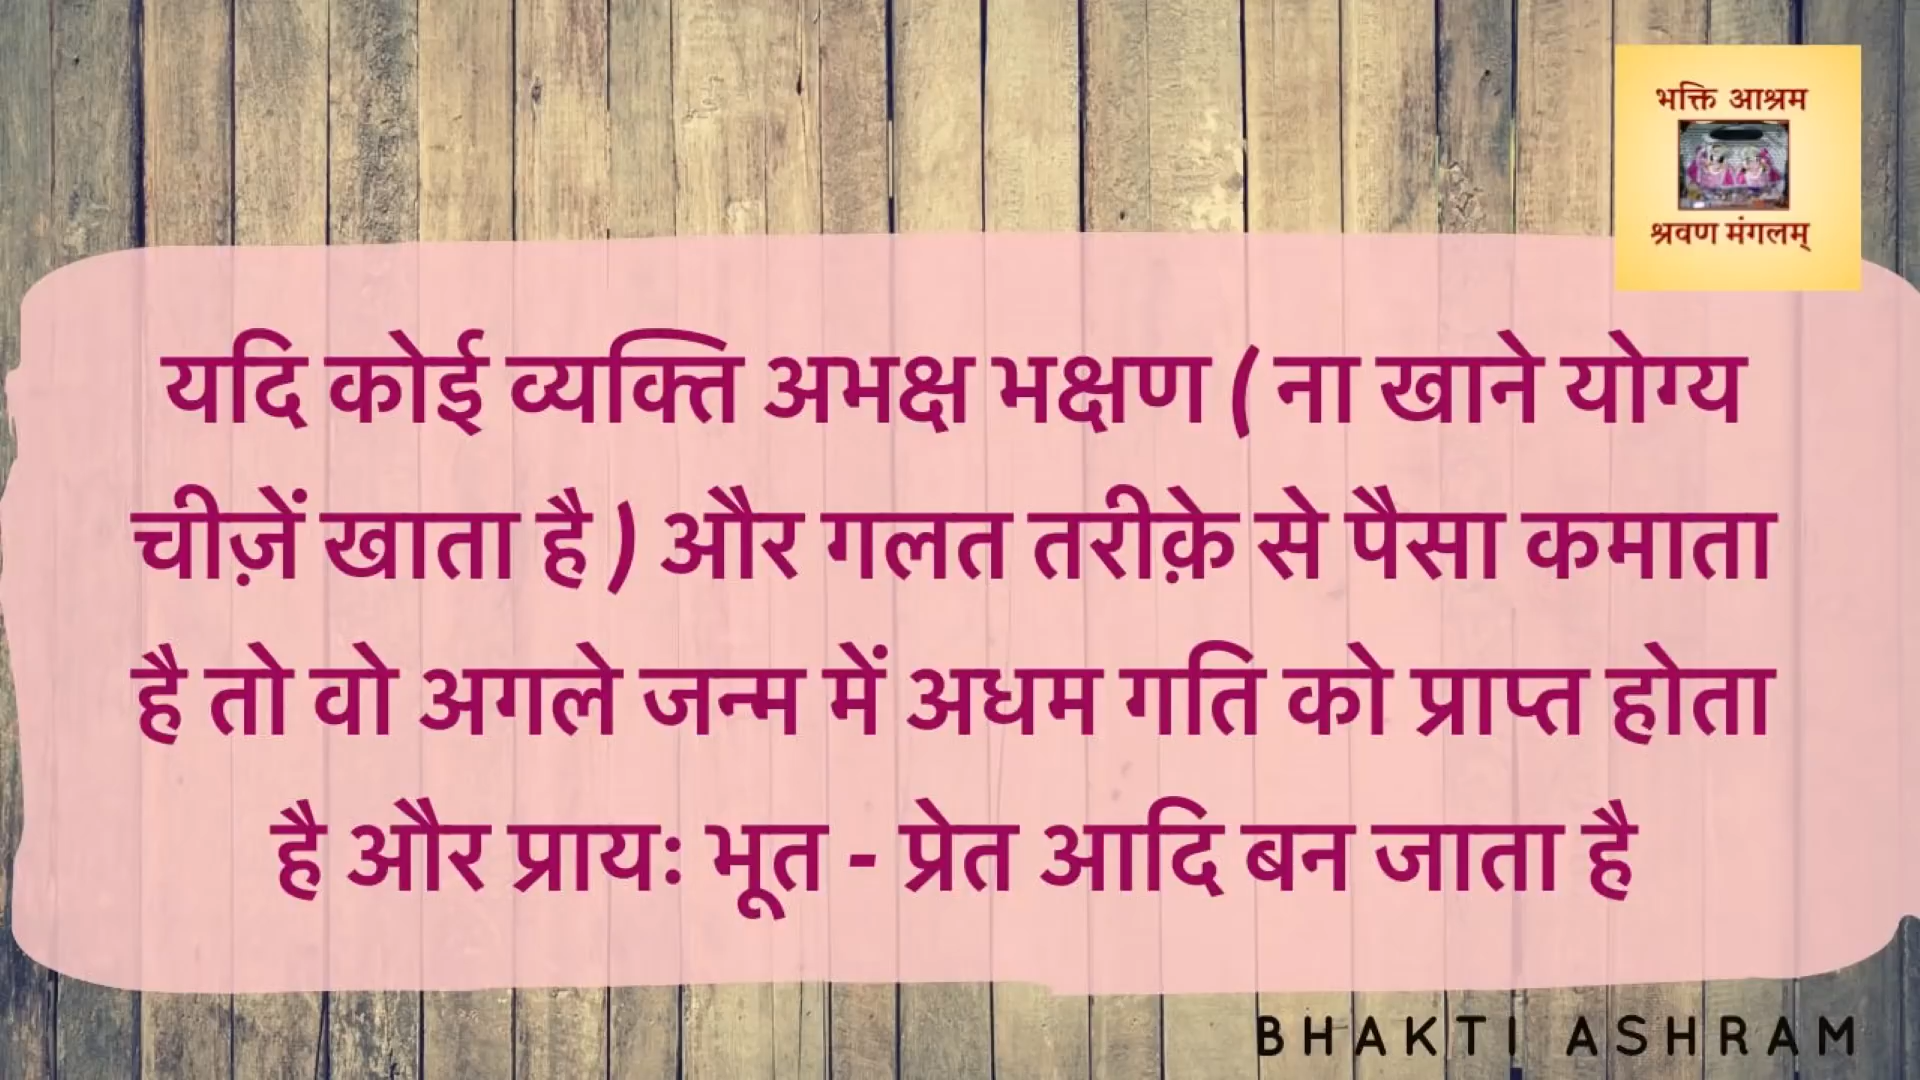 भक्ति आश्रम
श्रवण मंगलम्
यदि कोई व्यक्ति अभक्ष भक्षण ( ना खाने योग्य
चीज़ें खाता है ) और गलत तरीक़े से पैसा कमाता
है तो वो अगले जन्म में अधम गति को प्राप्त होता
है और प्रायः भूत - प्रेत आदि बन जाता है
BHAKTI ASHRAM